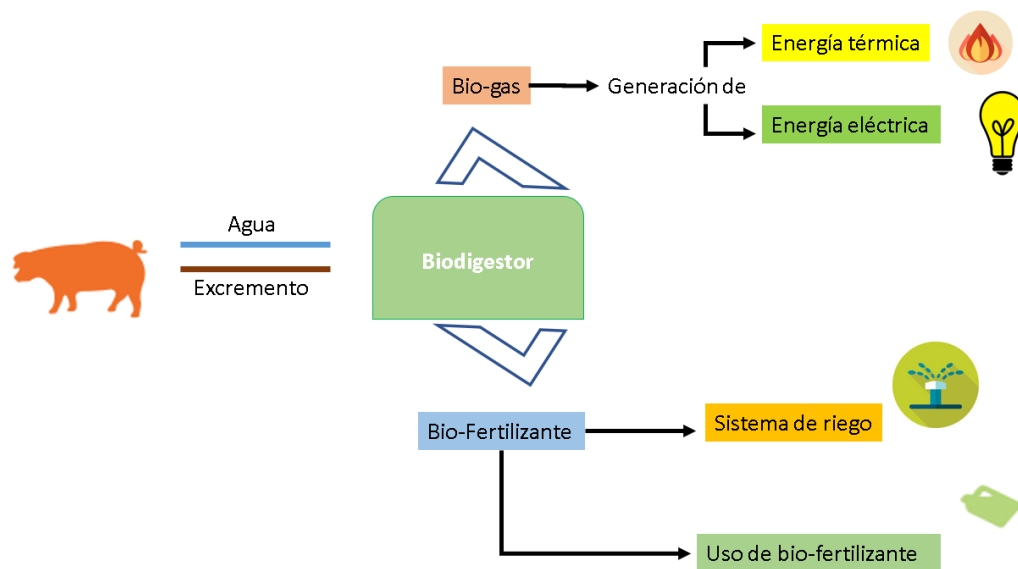 Energía térmica
Bio-gas
Generación de
Energía eléctrica
Agua
Biodigestor
Excremento
Bio-Fertilizante
Sistema de riego
Uso de bio-fertilizante